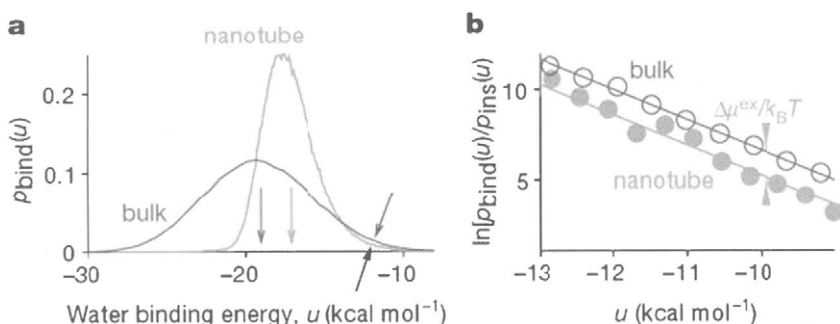 a
nanotube
0.2
0.1
0
pbind(u)
bulk
−30
−20
−10
Water binding energy, u (kcal mol−1)
b
ln[pbind(u)/pins(u)
10
5
bulk
Δμex/kBT
nanotube
−13
−12
−11
−10
u (kcal mol−1)